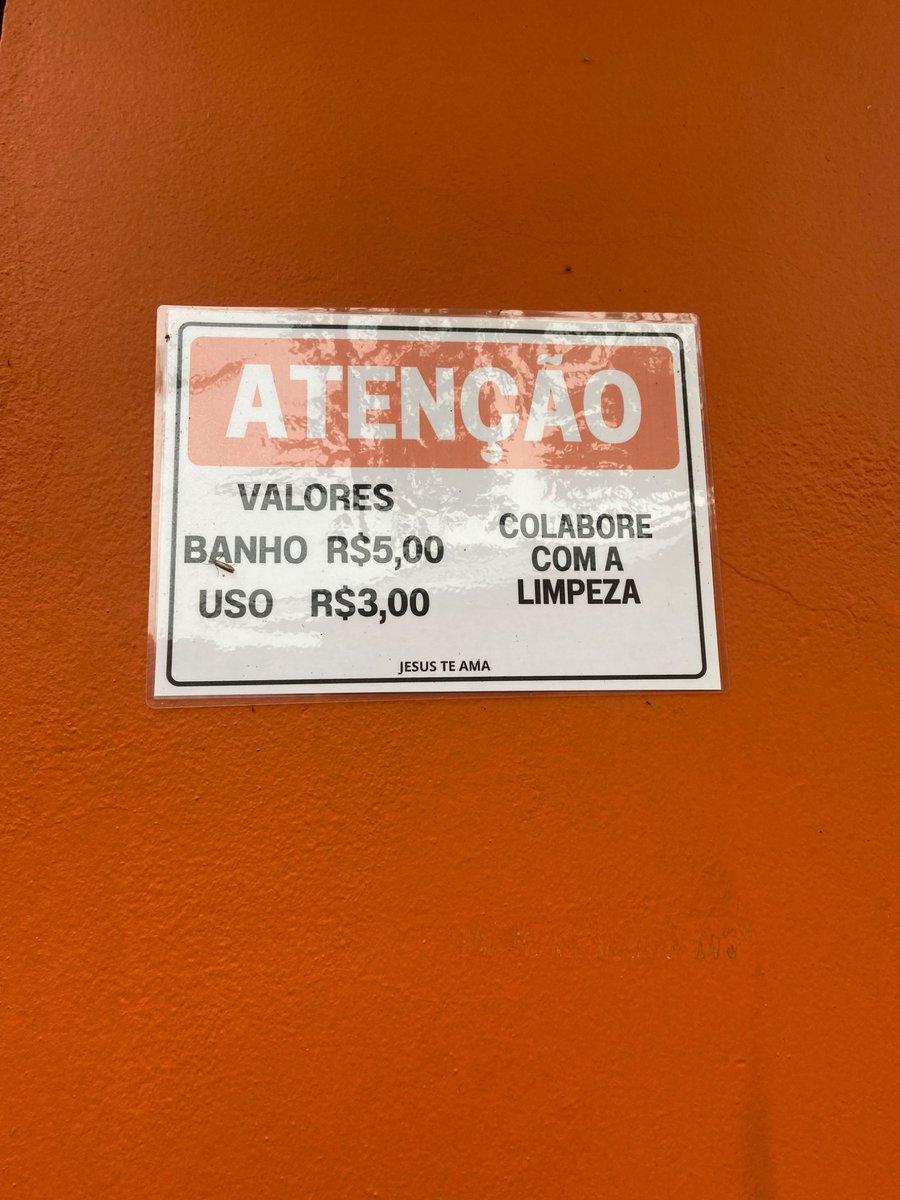 ATENÇÃO
VALORES
BANHO R$5,00
USO R$3,00
COLABORE
COM A
LIMPEZA
JESUS TE AMA